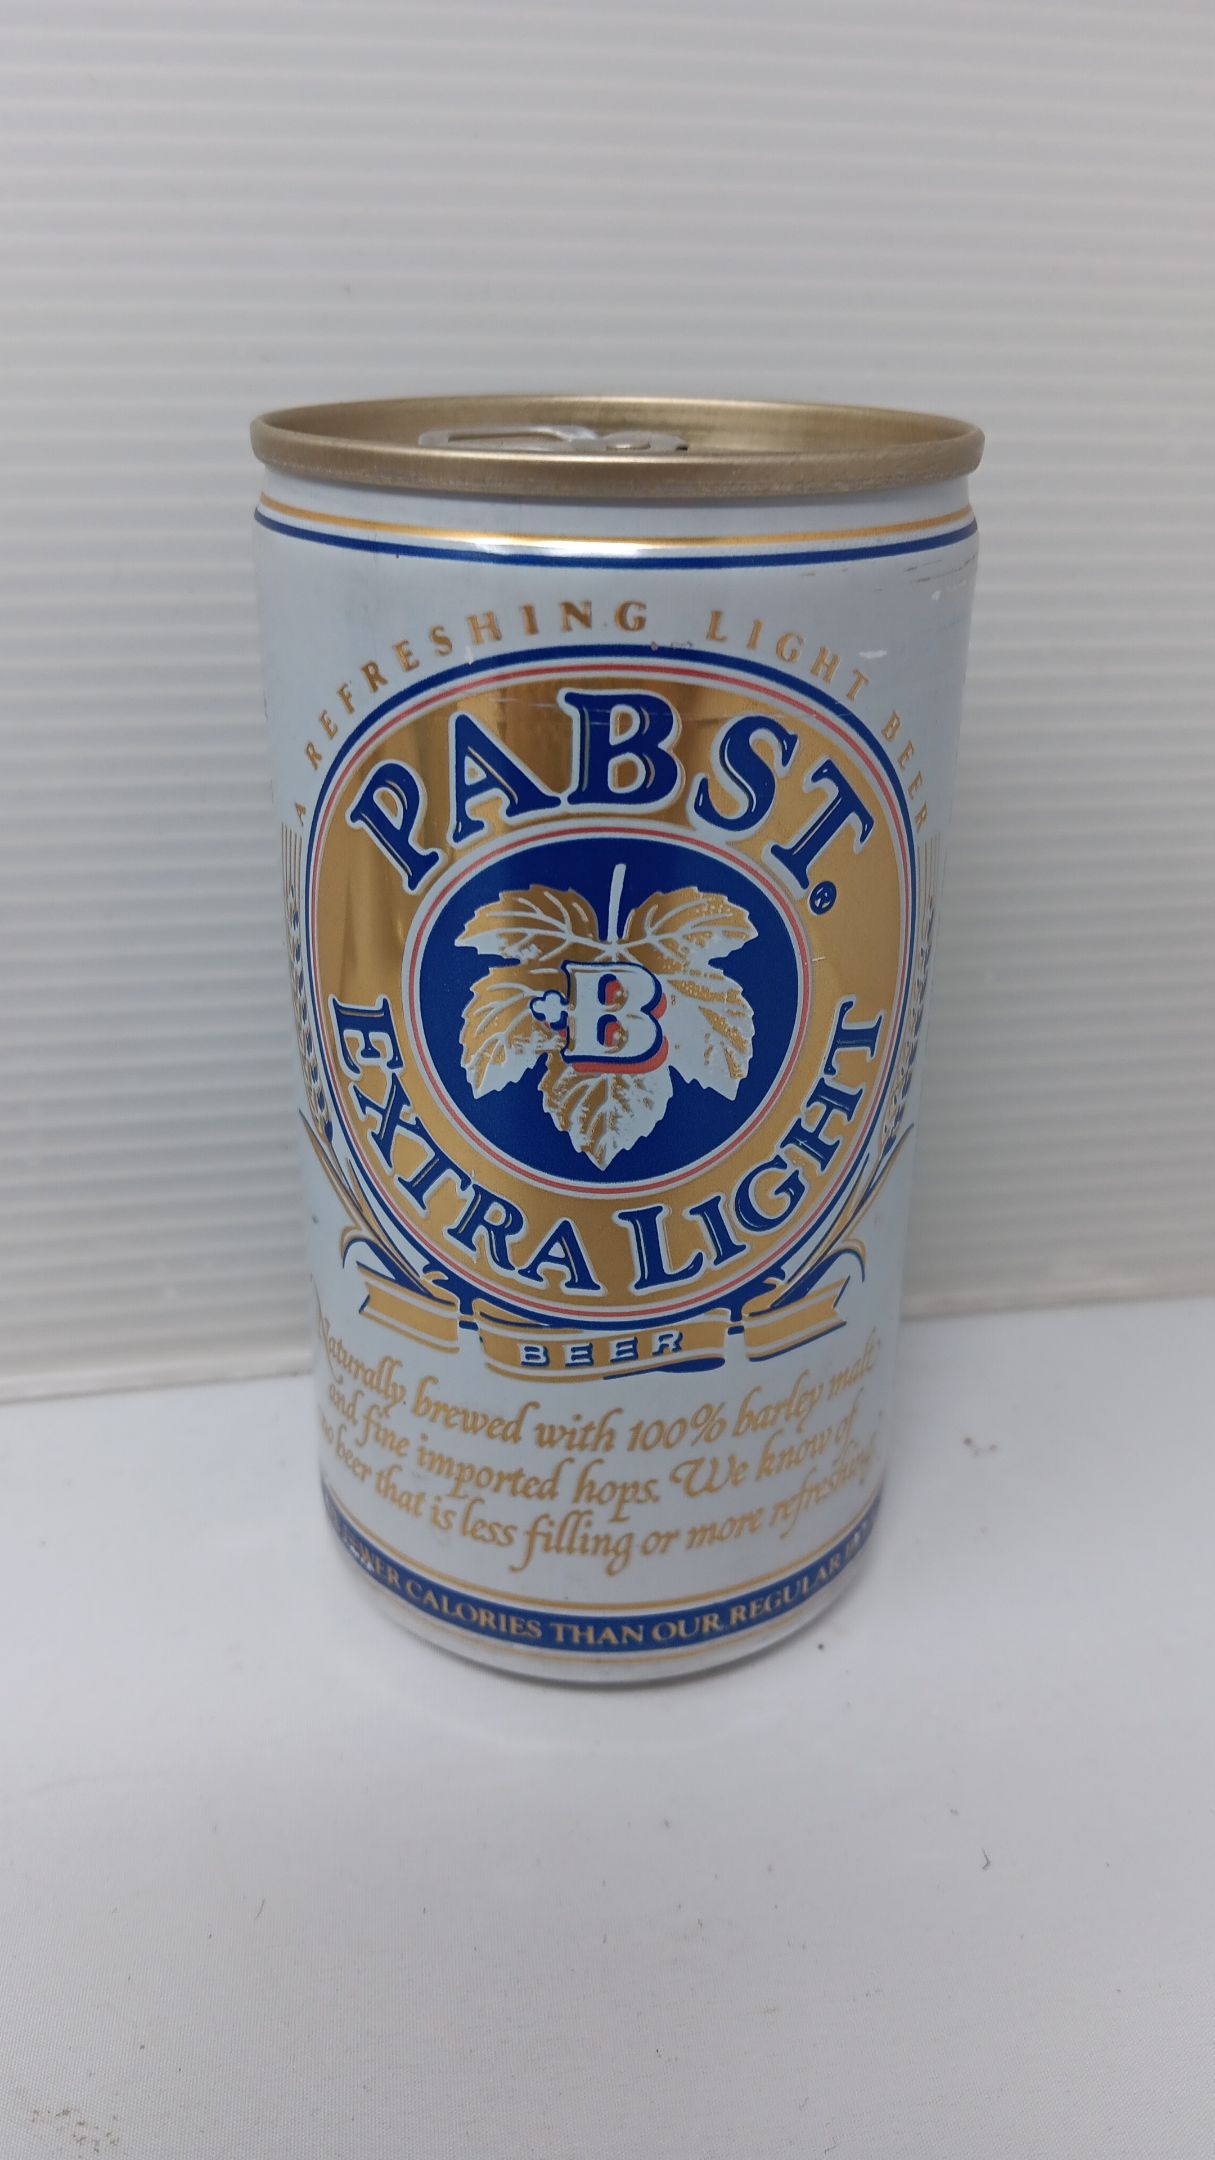 A REFRESHING LIGHT BEER
PABST®
B
EXTRA LIGHT
BEER
Naturally brewed with 100% barley malt
and fine imported hops. We know of
no beer that is less filling or more refreshing
FEWER CALORIES THAN OUR REGULAR